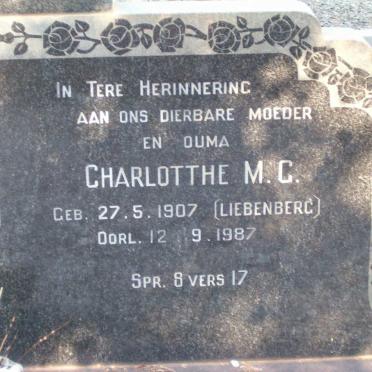 In Tere Herinnering
aan ons dierbare moeder
en ouma
Charlotthe M. G.
Geb. 27. 5. 1907 (Liebenberg)
Oorl. 12 9. 1987
Spr. 8 vers 17